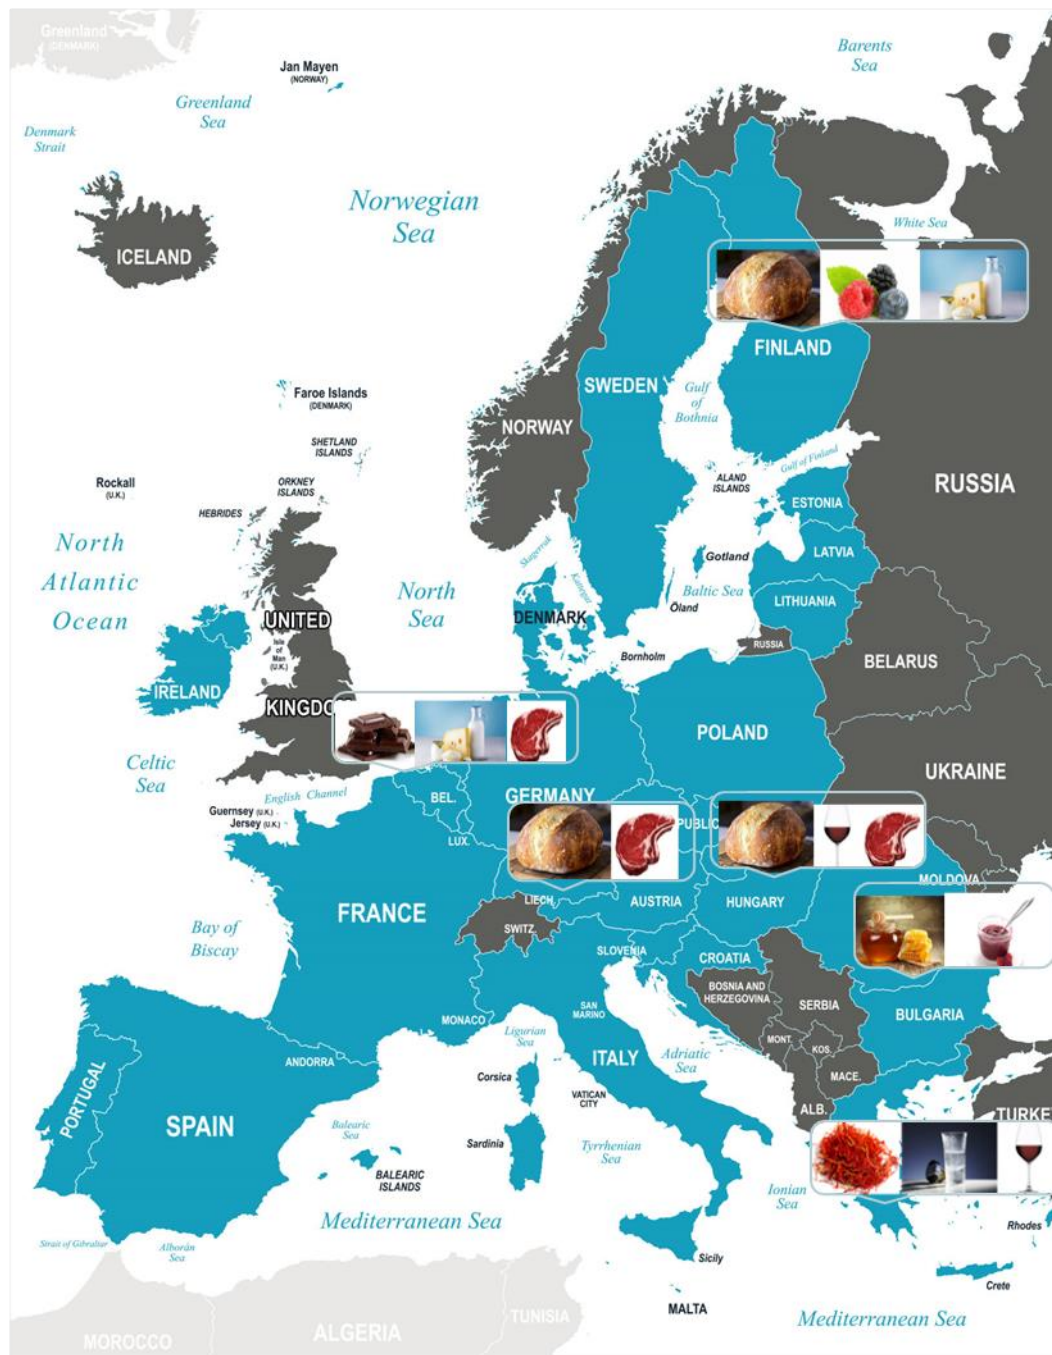 Greenland
(DENMARK)
Jan Mayen
(NORWAY)
Barents
Sea
Greenland
Sea
Denmark
Strait
Norwegian
Sea
White Sea
ICELAND
FINLAND
SWEDEN
Gulf
of
Bothnia
Faroe Islands
(DENMARK)
NORWAY
SHETLAND
ISLANDS
Gulf of Finland
Rockall
(U.K.)
ORKNEY
ISLANDS
ALAND
ISLANDS
RUSSIA
HEBRIDES
ESTONIA
North
Atlantic
Ocean
Skagerrak
Kattegat
Gotland
LATVIA
North
Sea
Baltic Sea
LITHUANIA
Öland
UNITED
DENMARK
RUSSIA
Isle
of
Man
(U.K.)
Bornholm
BELARUS
IRELAND
KINGDO
POLAND
Celtic
Sea
UKRAINE
English Channel
BEL.
GERMANY
Guernsey (U.K.)
Jersey (U.K.)
PUBLIC
LUX.
MOLDOVA
LIECH.
AUSTRIA
HUNGARY
FRANCE
Bay of
Biscay
SWITZ.
SLOVENIA
CROATIA
BOSNIA AND
HERZEGOVINA
SERBIA
SAN
MARINO
BULGARIA
MONACO
Ligurian
Sea
MONT.
KOS.
ANDORRA
ITALY
Adriatic
Sea
Corsica
MACE.
VATICAN
CITY
PORTUGAL
ALB.
TURKE
SPAIN
Balearic
Sea
Sardinia
Tyrrhenian
Sea
BALEARIC
ISLANDS
Ionian
Sea
Mediterranean Sea
Rhodes
Strait of Gibraltar
Alborán
Sea
Sicily
Crete
MALTA
TUNISIA
Mediterranean Sea
ALGERIA
MOROCCO